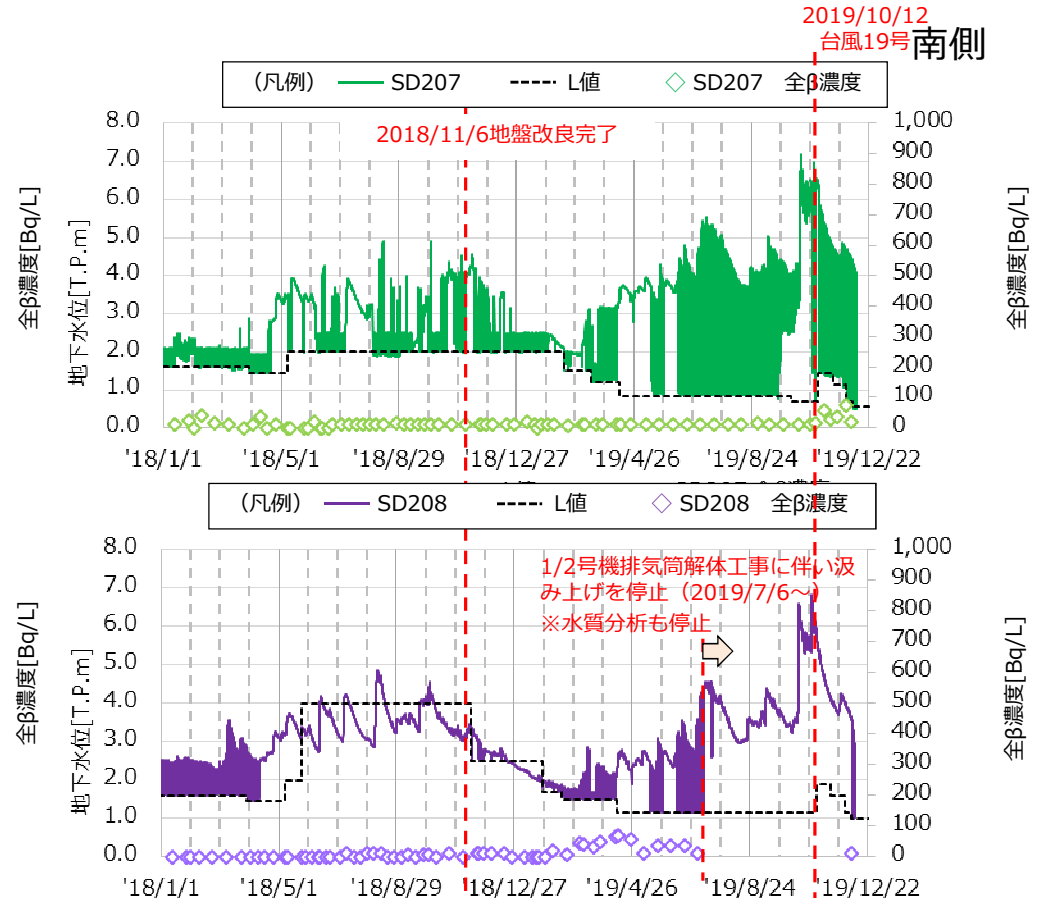 2019/10/12
台風19号
南側
（凡例） SD207 L値 SD207 全β濃度
2018/11/6地盤改良完了
全β濃度[Bq/L]
地下水位[T.P.m]
8.0
7.0
6.0
5.0
4.0
3.0
2.0
1.0
0.0
1,000
900
800
700
600
500
400
300
200
100
0
全β濃度[Bq/L]
'18/1/1 '18/5/1 '18/8/29 '18/12/27 '19/4/26 '19/8/24 '19/12/22
（凡例） SD208 L値 SD208 全β濃度
1/2号機排気筒解体工事に伴い汲
み上げを停止（2019/7/6～）
※水質分析も停止
全β濃度[Bq/L]
地下水位[T.P.m]
8.0
7.0
6.0
5.0
4.0
3.0
2.0
1.0
0.0
1,000
900
800
700
600
500
400
300
200
100
0
全β濃度[Bq/L]
'18/1/1 '18/5/1 '18/8/29 '18/12/27 '19/4/26 '19/8/24 '19/12/22